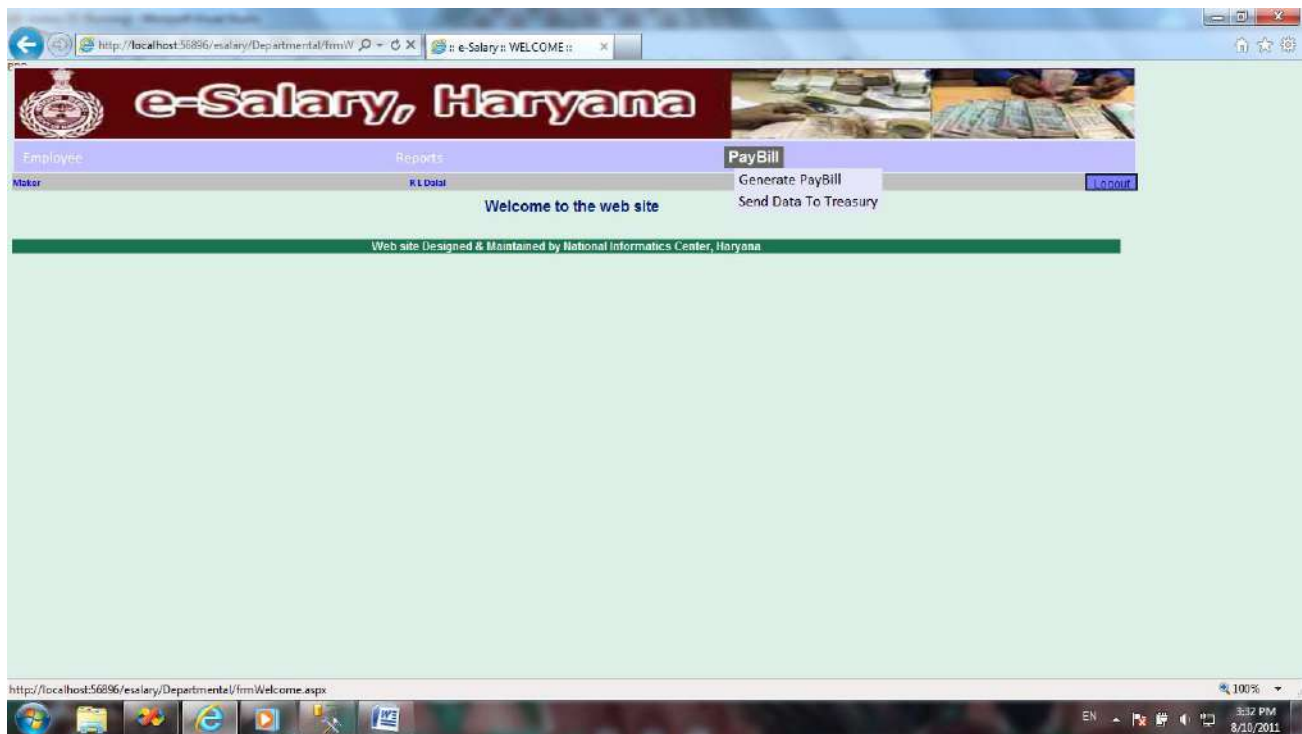 http://localhost:56896/esalary/Departmental/frmW
:: e-Salary :: WELCOME ::
e-Salary, Haryana
Employee Reports PayBill
Maker R L Dalal Logout
Generate PayBill
Send Data To Treasury
Welcome to the web site
Web site Designed & Maintained by National Informatics Center, Haryana
http://localhost:56896/esalary/Departmental/frmWelcome.aspx
100%
EN
3:32 PM
8/10/2011